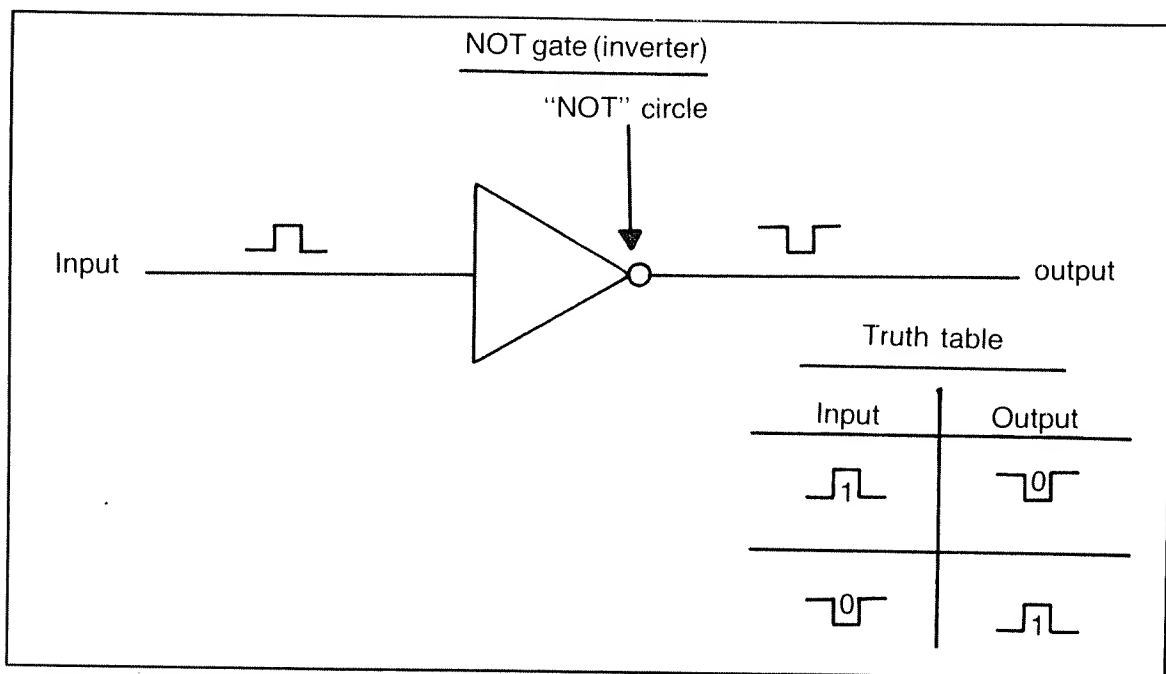 NOT gate (inverter)
“NOT” circle
Input
output
Truth table
Input Output
1 0
0 1